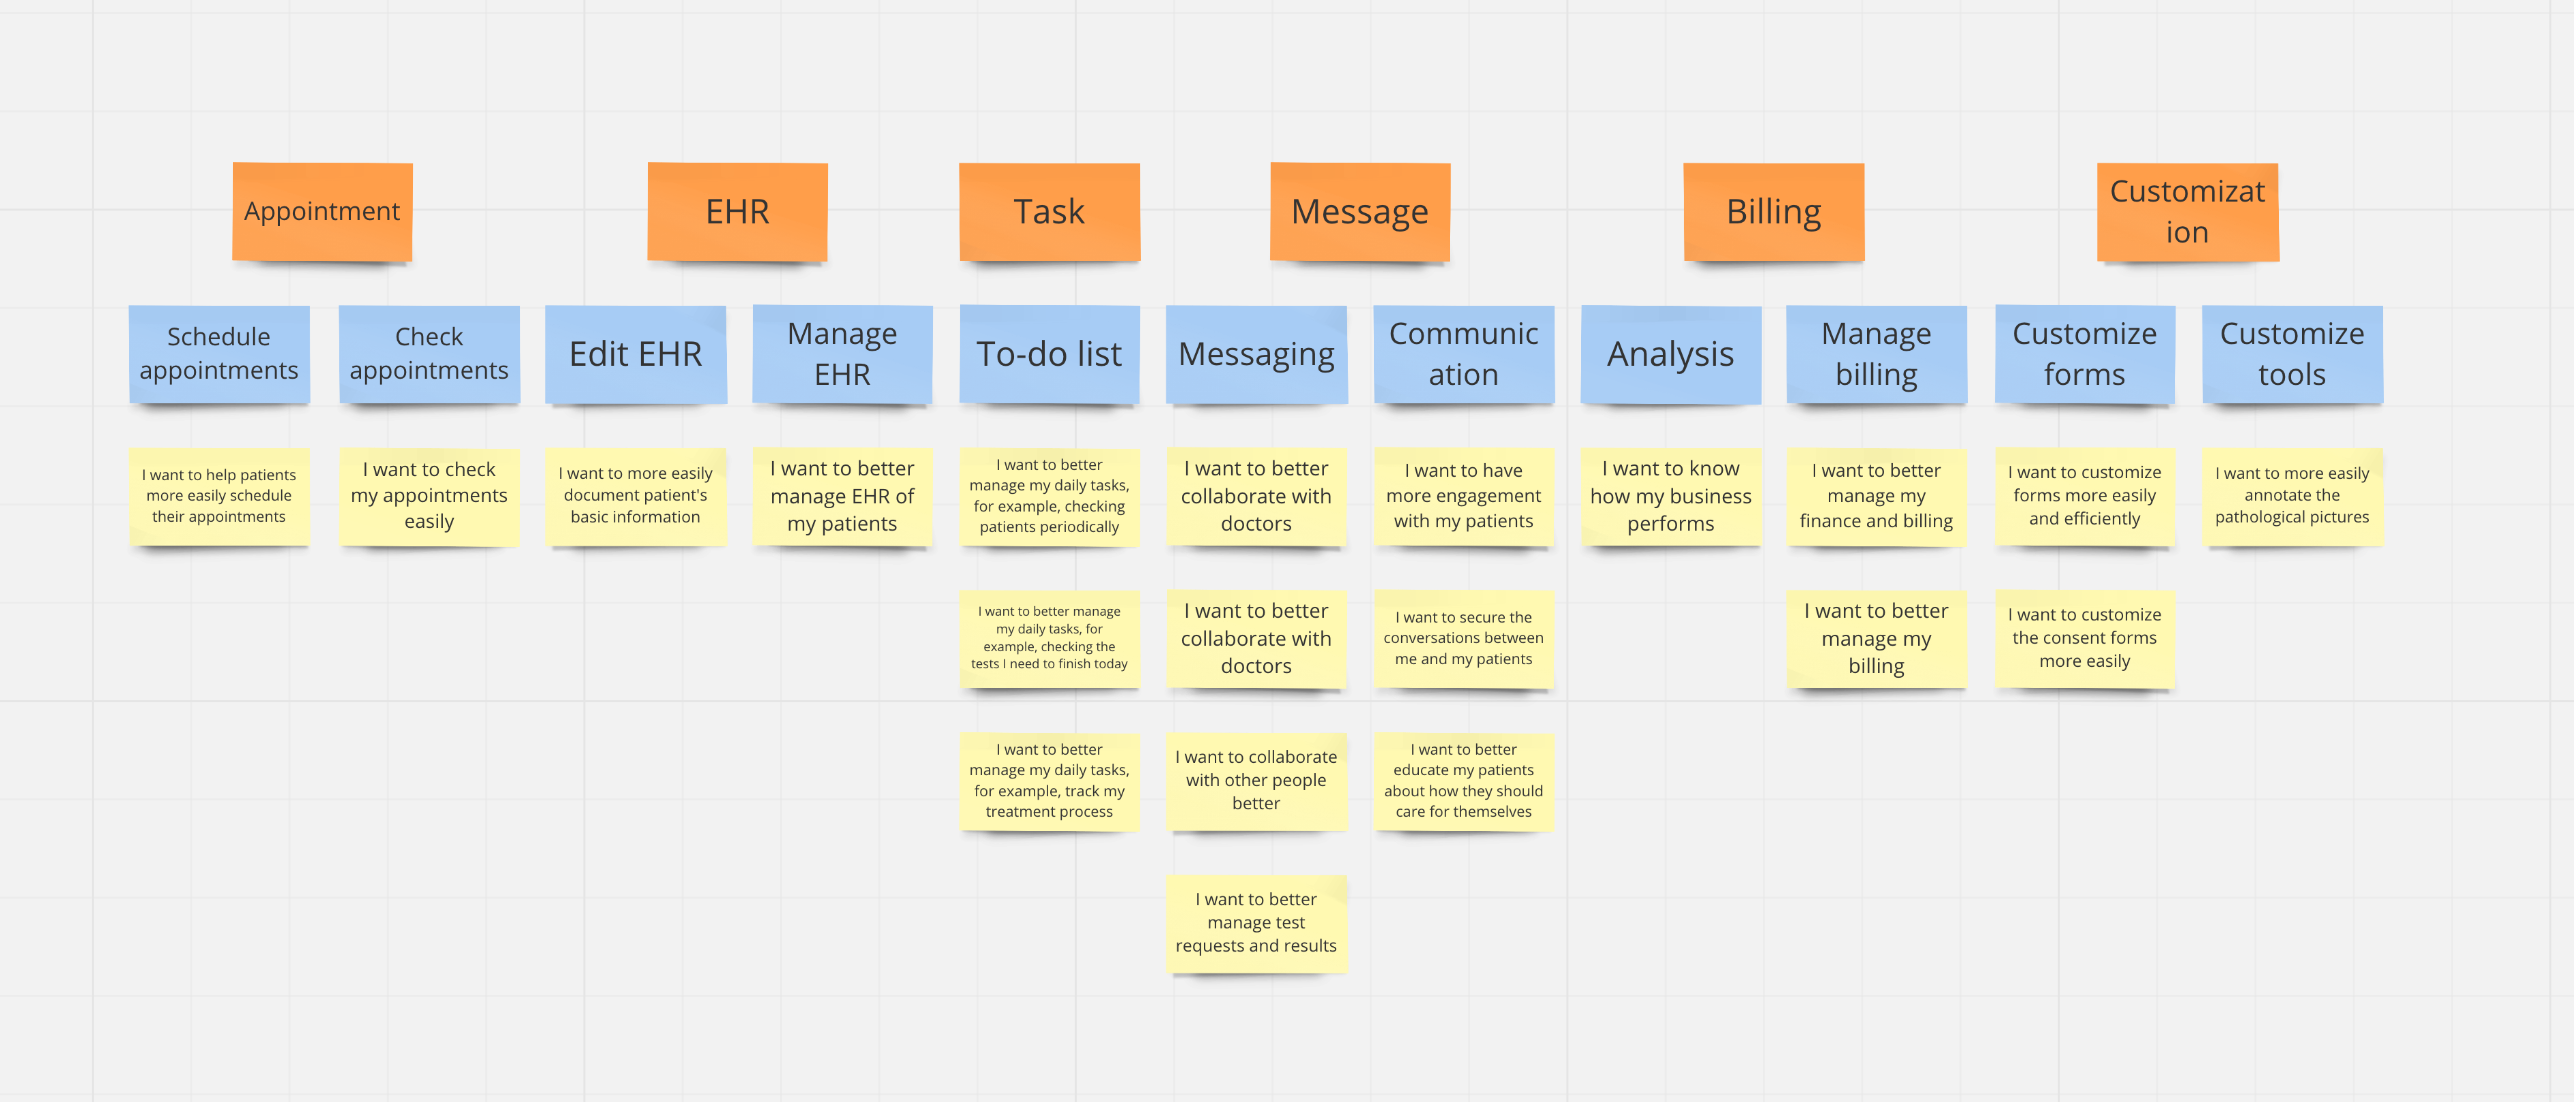 Appointment
EHR
Task
Message
Billing
Customizat
ion
Schedule
appointments
Check
appointments
Edit EHR
Manage
EHR
To-do list
Messaging
Communic
ation
Analysis
Manage
billing
Customize
forms
Customize
tools
I want to help patients
more easily schedule
their appointments
I want to check
my appointments
easily
I want to more easily
document patient's
basic information
I want to better
manage EHR of
my patients
I want to better
manage my daily tasks,
for example, checking
patients periodically
I want to better
collaborate with
doctors
I want to have
more engagement
with my patients
I want to know
how my business
performs
I want to better
manage my
finance and billing
I want to customize
forms more easily
and efficiently
I want to more easily
annotate the
pathological pictures
I want to better manage
my daily tasks, for
example, checking the
tests I need to finish today
I want to better
collaborate with
doctors
I want to secure the
conversations between
me and my patients
I want to better
manage my
billing
I want to customize
the consent forms
more easily
I want to better
manage my daily tasks,
for example, track my
treatment process
I want to collaborate
with other people
better
I want to better
educate my patients
about how they should
care for themselves
I want to better
manage test
requests and results